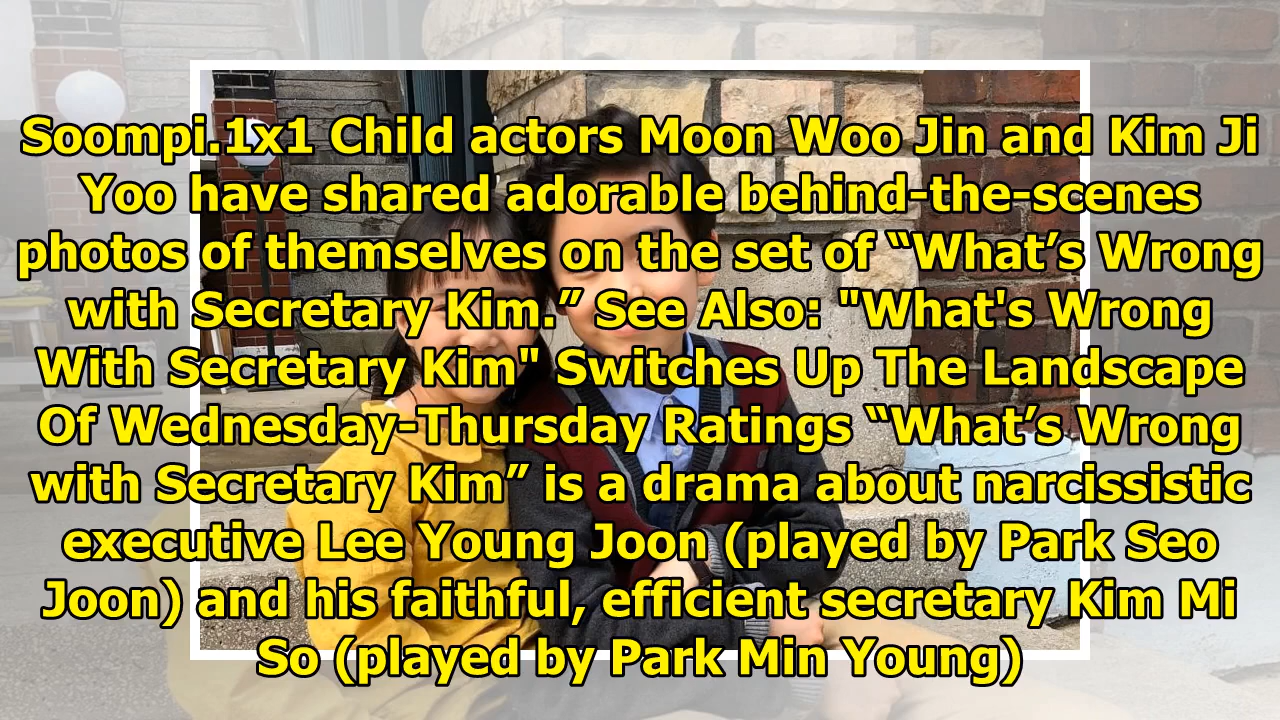 Soompi.1x1 Child actors Moon Woo Jin and Kim Ji
Yoo have shared adorable behind-the-scenes
photos of themselves on the set of “What’s Wrong
with Secretary Kim.” See Also: "What's Wrong
With Secretary Kim" Switches Up The Landscape
Of Wednesday-Thursday Ratings “What’s Wrong
with Secretary Kim” is a drama about narcissistic
executive Lee Young Joon (played by Park Seo
Joon) and his faithful, efficient secretary Kim Mi
So (played by Park Min Young)